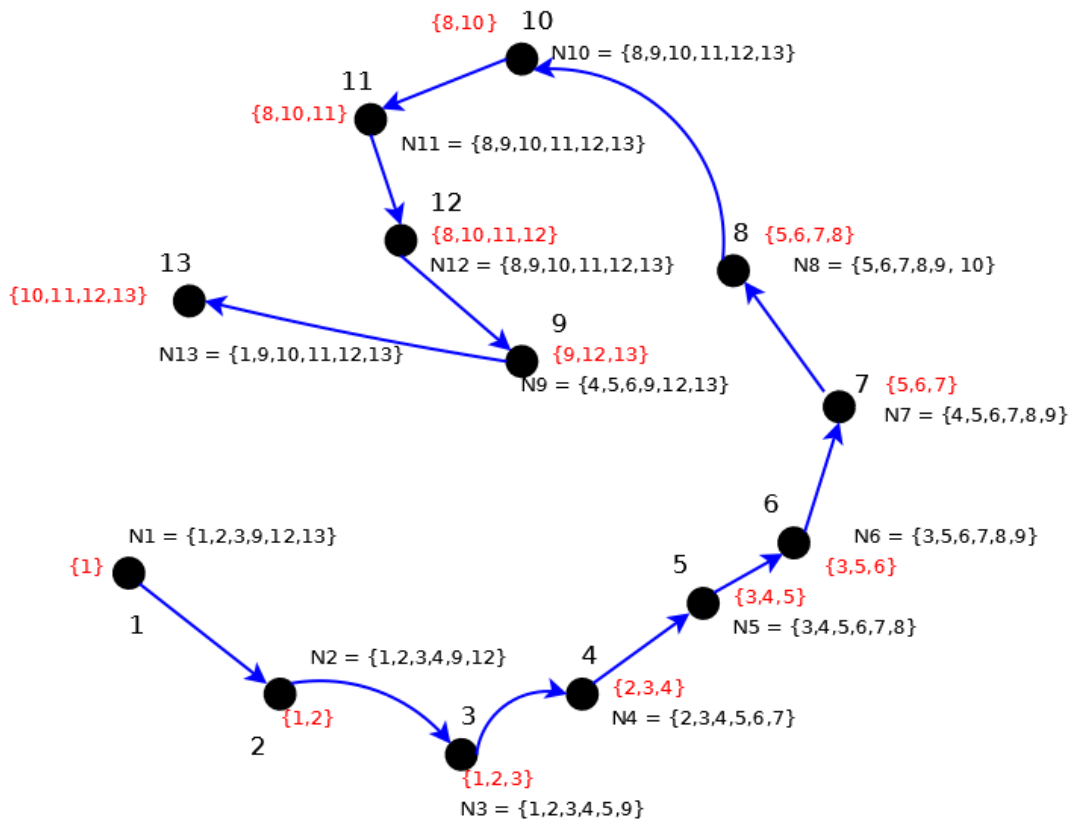 {8,10} 10
N10 = {8,9,10,11,12,13}
11
{8,10,11}
N11 = {8,9,10,11,12,13}
12
{8,10,11,12}
N12 = {8,9,10,11,12,13}
8 {5,6,7,8}
N8 = {5,6,7,8,9, 10}
13
{10,11,12,13}
N13 = {1,9,10,11,12,13}
9
{9,12,13}
N9 = {4,5,6,9,12,13}
7 {5,6,7}
N7 = {4,5,6,7,8,9}
6
N6 = {3,5,6,7,8,9}
{3,5,6}
N1 = {1,2,3,9,12,13}
{1}
1
5
{3,4,5}
N5 = {3,4,5,6,7,8}
N2 = {1,2,3,4,9,12}
{1,2}
2
4
{2,3,4}
N4 = {2,3,4,5,6,7}
3
{1,2,3}
N3 = {1,2,3,4,5,9}